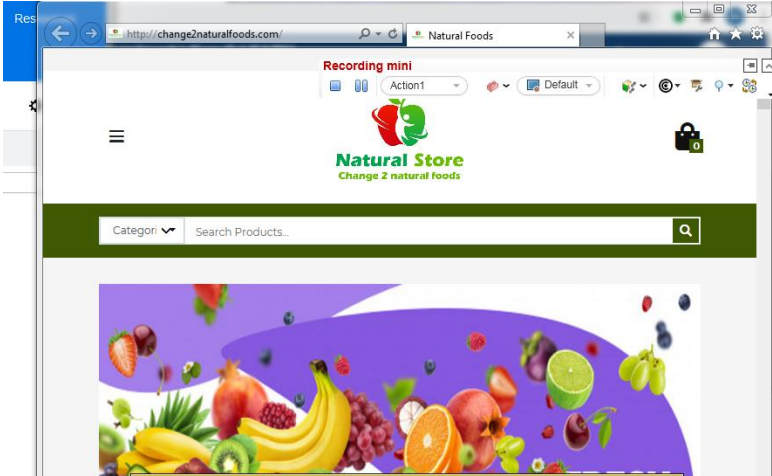 Res
http://change2naturalfoods.com/
Natural Foods
Recording mini
Action1
Default
Natural Store
Change 2 natural foods
0
Categori
Search Products...